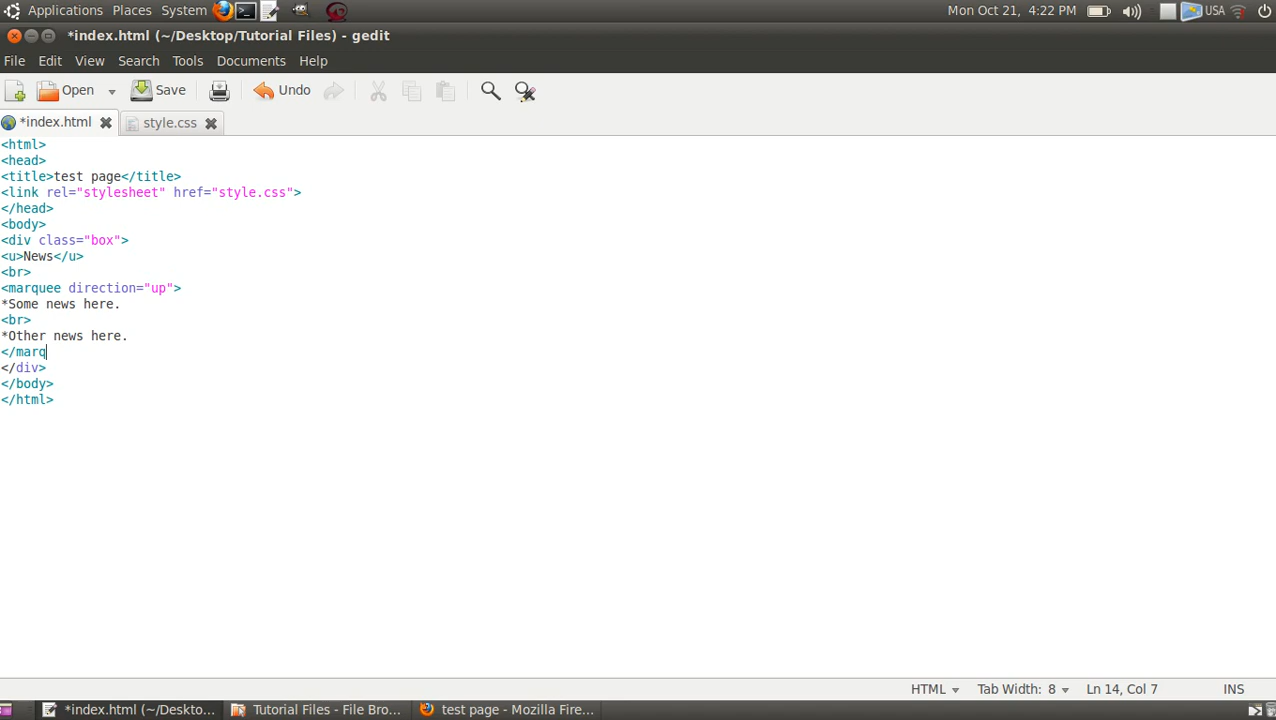 Applications Places System Mon Oct 21, 4:22 PM USA
*index.html (~/Desktop/Tutorial Files) - gedit
File Edit View Search Tools Documents Help
Open Save Undo
*index.html style.css
<html>
<head>
<title>test page</title>
<link rel="stylesheet" href="style.css">
</head>
<body>
<div class="box">
<u>News</u>
<br>
<marquee direction="up">
*Some news here.
<br>
*Other news here.
</marq
</div>
</body>
</html>
HTML Tab Width: 8 Ln 14, Col 7 INS
*index.html (~/Deskto... Tutorial Files - File Bro... test page - Mozilla Fire...